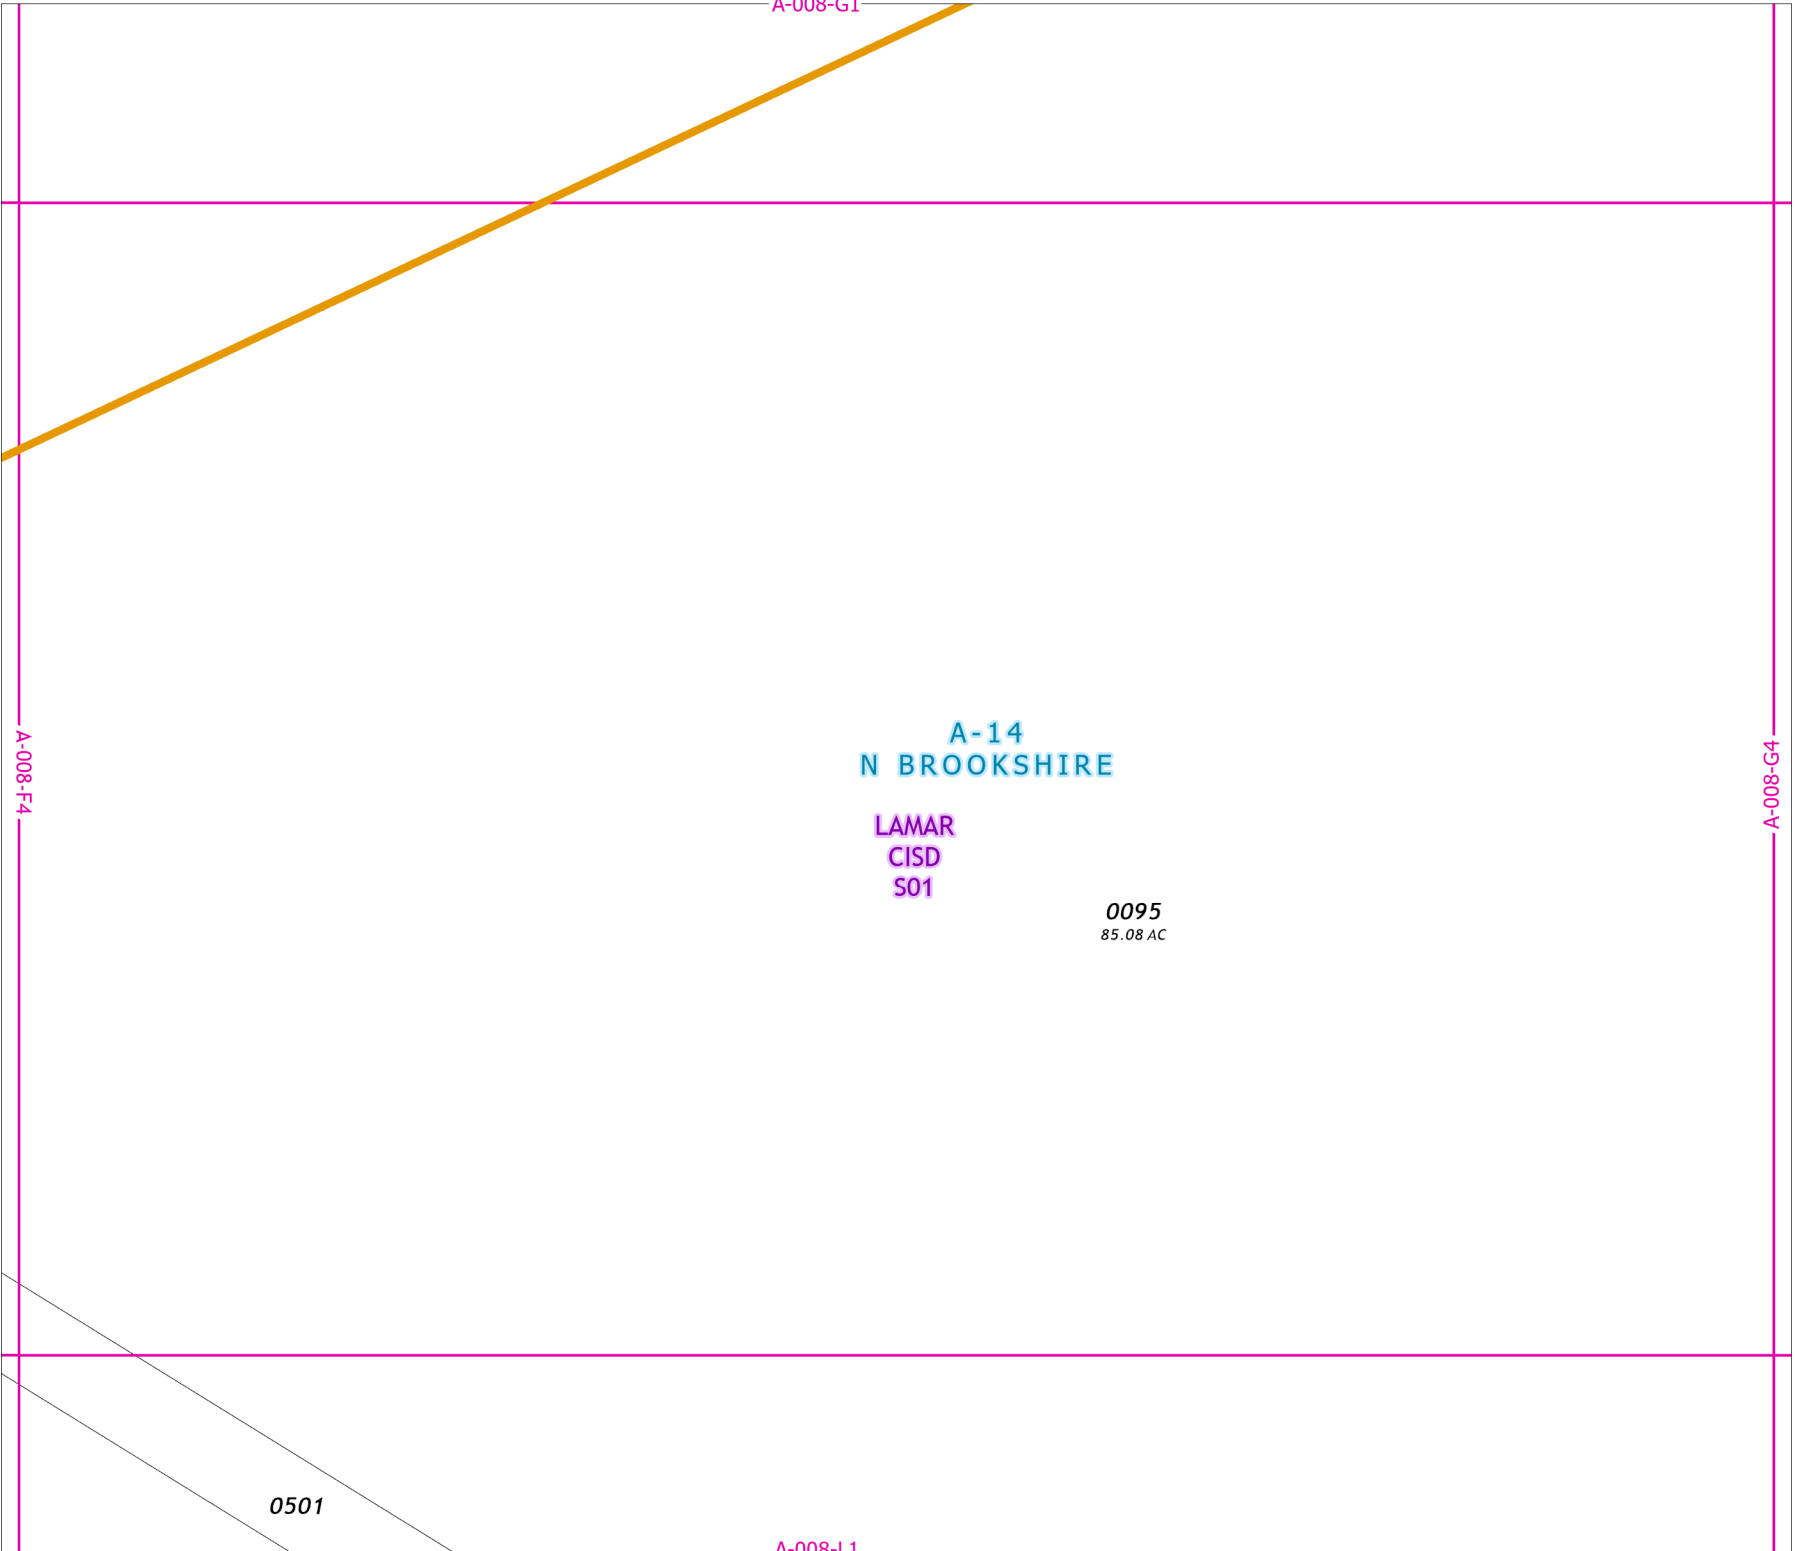 A-008-G1
A-008-F4
A-008-G4
A-14
N BROOKSHIRE
LAMAR
CISD
S01
0095
85.08 AC
0501
A-008-L1